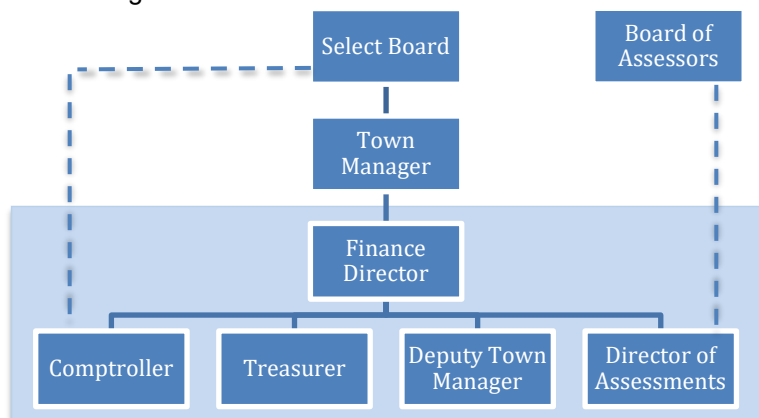 Select Board
Board of
Assessors
Town
Manager
Finance
Director
Comptroller
Treasurer
Deputy Town
Manager
Director of
Assessments